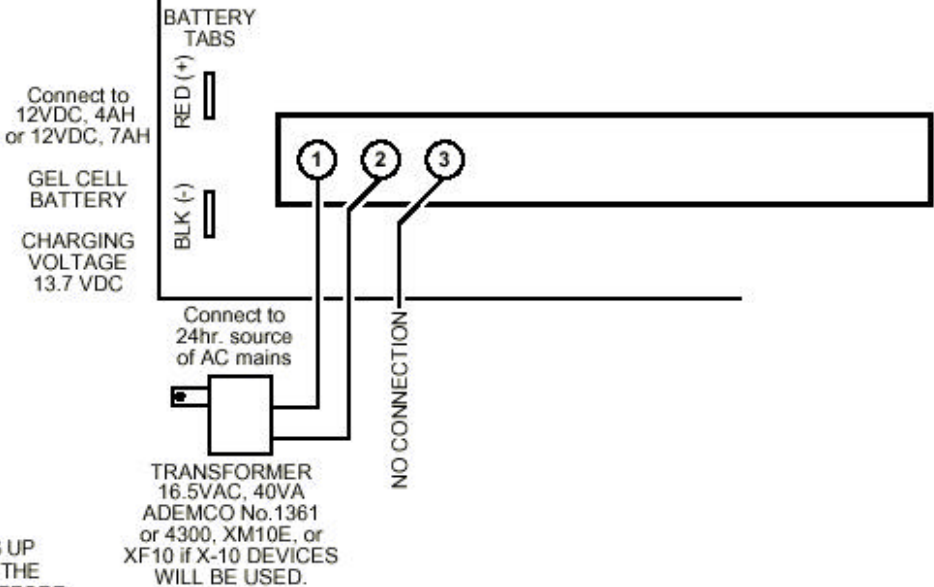 BATTERY
TABS
RED (+)
BLK (-)
Connect to
12VDC, 4AH
or 12VDC, 7AH
GEL CELL
BATTERY
CHARGING
VOLTAGE
13.7 VDC
1 2 3
Connect to
24hr. source
of AC mains
NO CONNECTION
TRANSFORMER
16.5VAC, 40VA
ADEMCO No.1361
or 4300, XM10E, or
XF10 if X-10 DEVICES
WILL BE USED.
UP
THE